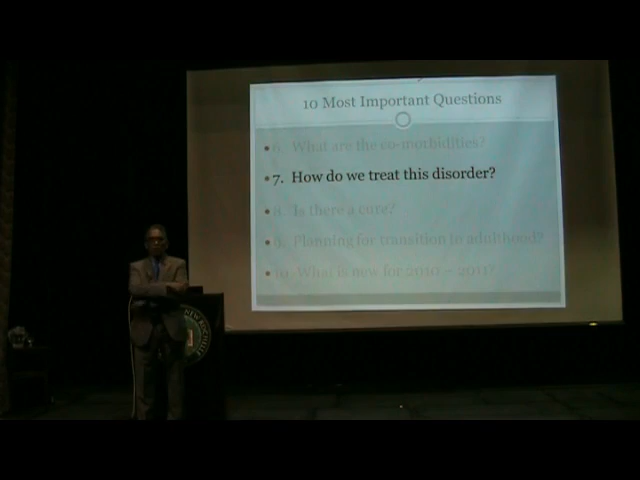 10 Most Important Questions
• 6. What are the co-morbidities?
• 7. How do we treat this disorder?
• 8. Is there a cure?
• 9. Planning for transition to adulthood?
• 10. What is new for 2010 – 2011?